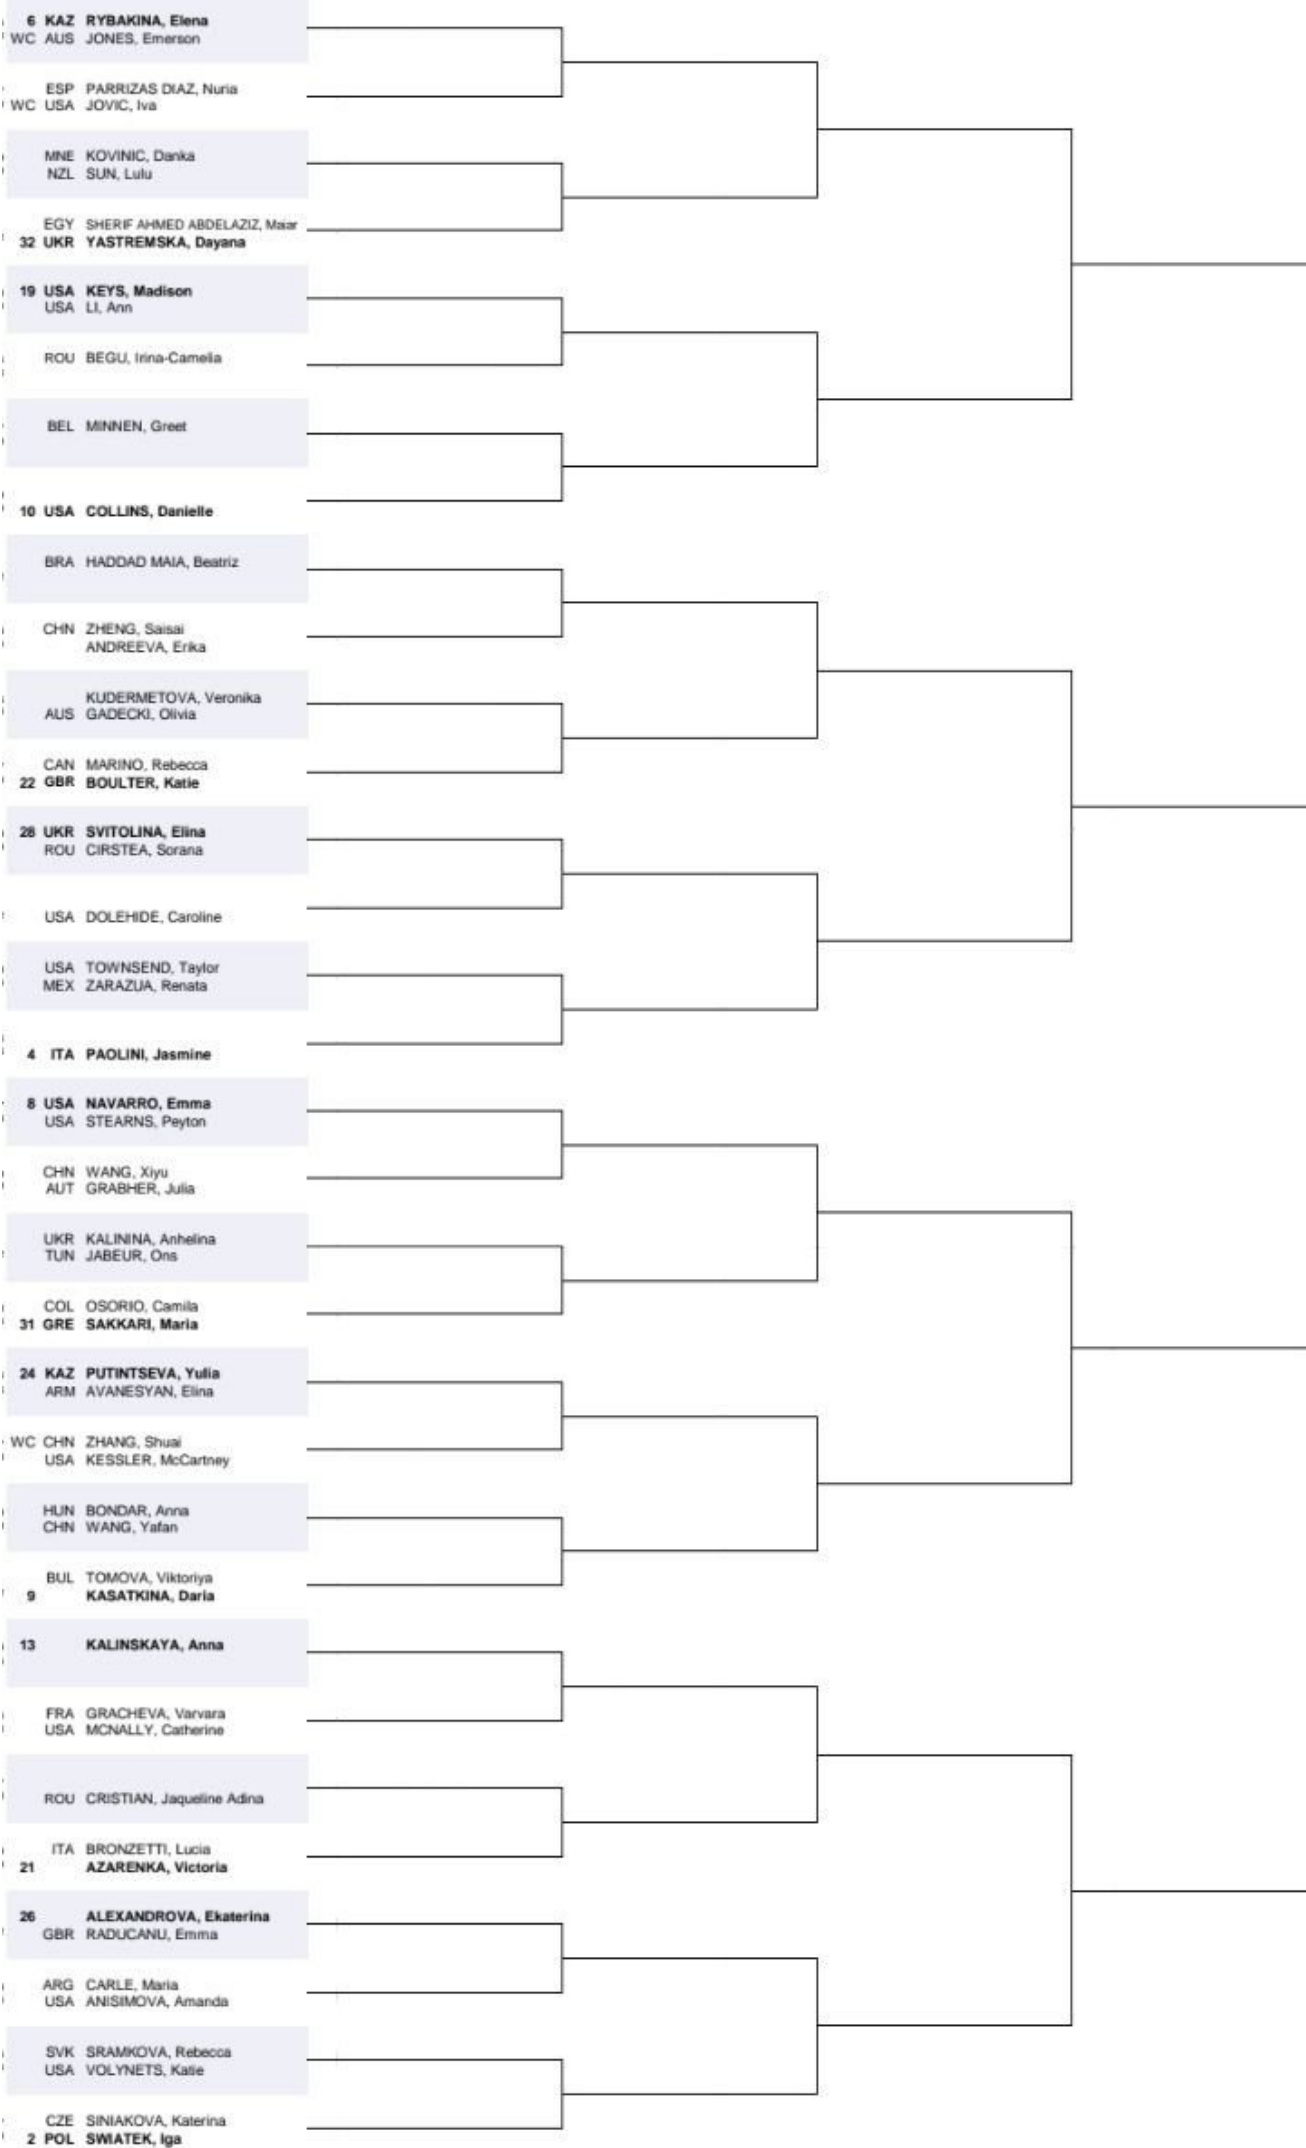 6 KAZ RYBAKINA, Elena
WC AUS JONES, Emerson
ESP PARRIZAS DIAZ, Nuria
WC USA JOVIC, Iva
MNE KOVINIC, Danka
NZL SUN, Lulu
EGY SHERIF AHMED ABDELAZIZ, Maiar
32 UKR YASTREMSKA, Dayana
19 USA KEYS, Madison
USA LI, Ann
ROU BEGU, Irina-Camelia
BEL MINNEN, Greet
10 USA COLLINS, Danielle
BRA HADDAD MAIA, Beatriz
CHN ZHENG, Saisai
ANDREEVA, Erika
KUDERMETOVA, Veronika
AUS GADECKI, Olivia
CAN MARINO, Rebecca
22 GBR BOULTER, Katie
28 UKR SVITOLINA, Elina
ROU CIRSTEA, Sorana
USA DOLEHIDE, Caroline
USA TOWNSEND, Taylor
MEX ZARAZUA, Renata
4 ITA PAOLINI, Jasmine
8 USA NAVARRO, Emma
USA STEARNS, Peyton
CHN WANG, Xiyu
AUT GRABHER, Julia
UKR KALININA, Anhelina
TUN JABEUR, Ons
COL OSORIO, Camila
31 GRE SAKKARI, Maria
24 KAZ PUTINTSEVA, Yulia
ARM AVANESYAN, Elina
WC CHN ZHANG, Shuai
USA KESSLER, McCartney
HUN BONDAR, Anna
CHN WANG, Yafan
BUL TOMOVA, Viktoriya
9 KASATKINA, Daria
13 KALINSKAYA, Anna
FRA GRACHEVA, Varvara
USA MCNALLY, Catherine
ROU CRISTIAN, Jaqueline Adina
ITA BRONZETTI, Lucia
21 AZARENKA, Victoria
26 ALEXANDROVA, Ekaterina
GBR RADUCANU, Emma
ARG CARLE, Maria
USA ANISIMOVA, Amanda
SVK SRAMKOVA, Rebecca
USA VOLYNETS, Katie
CZE SINIAKOVA, Katerina
2 POL SWIATEK, Iga